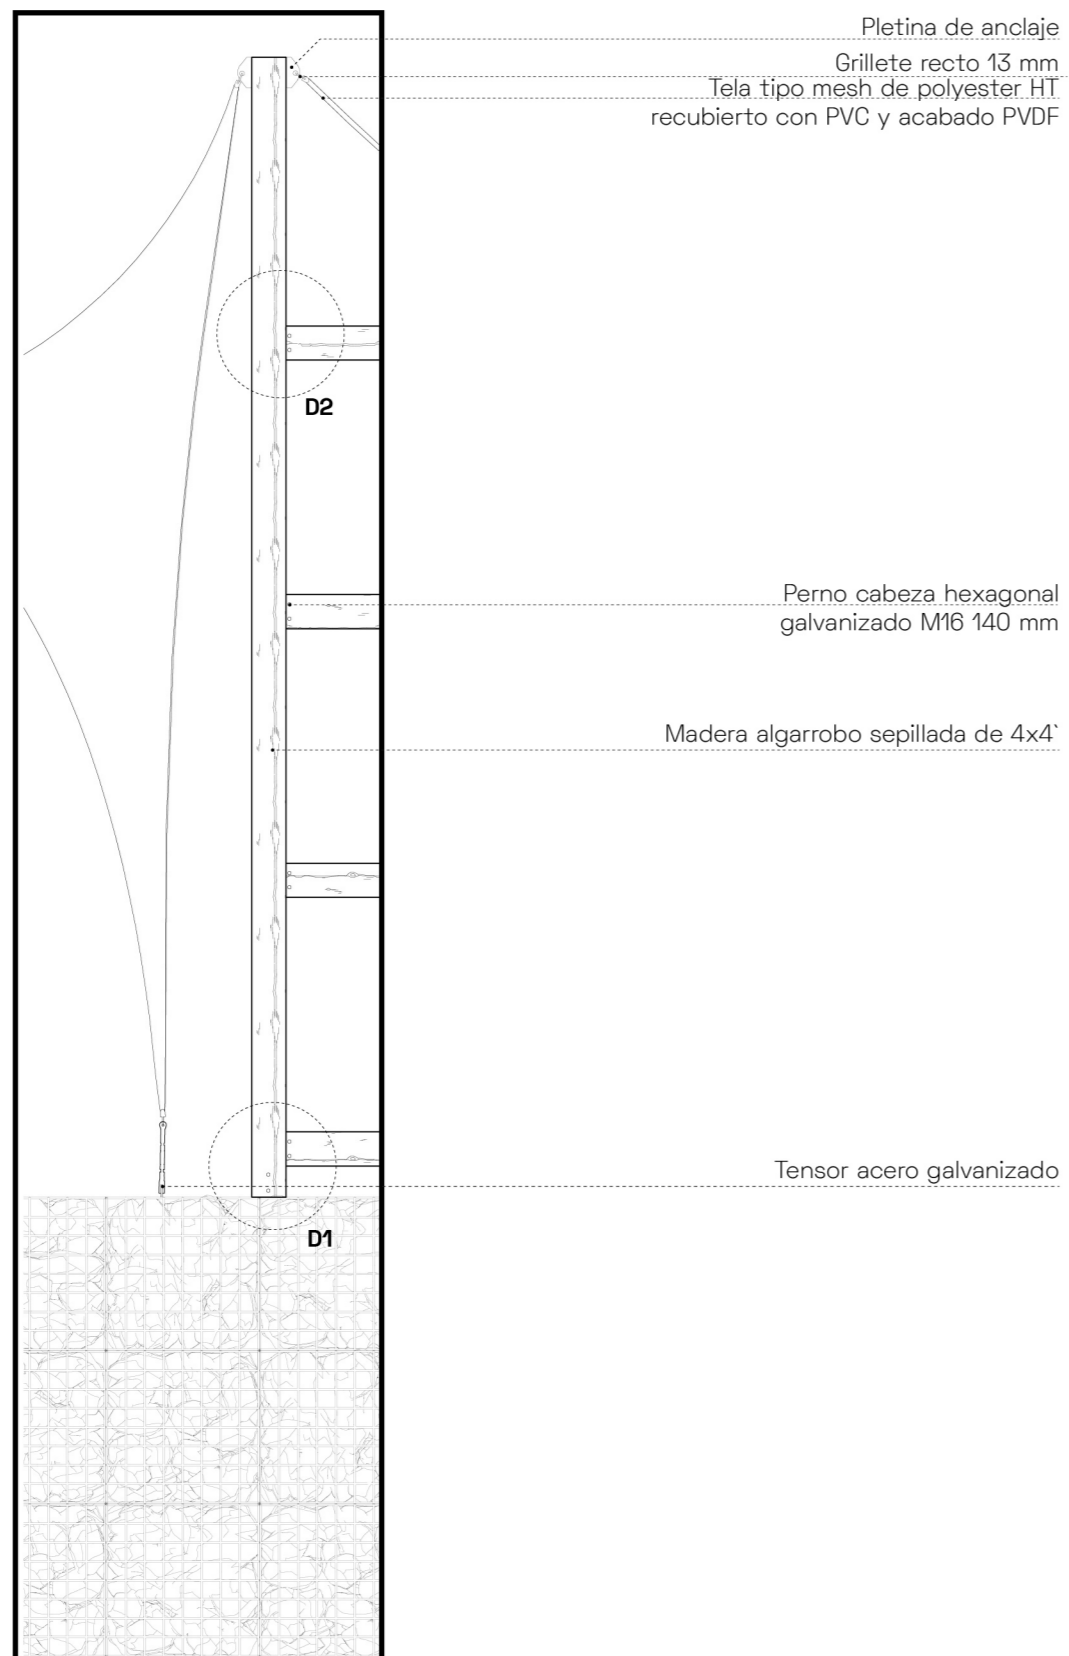 Pletina de anclaje
Grillete recto 13 mm
Tela tipo mesh de polyester HT
recubierto con PVC y acabado PVDF
D2
Perno cabeza hexagonal
galvanizado M16 140 mm
Madera algarrobo sepillada de 4x4`
Tensor acero galvanizado
D1